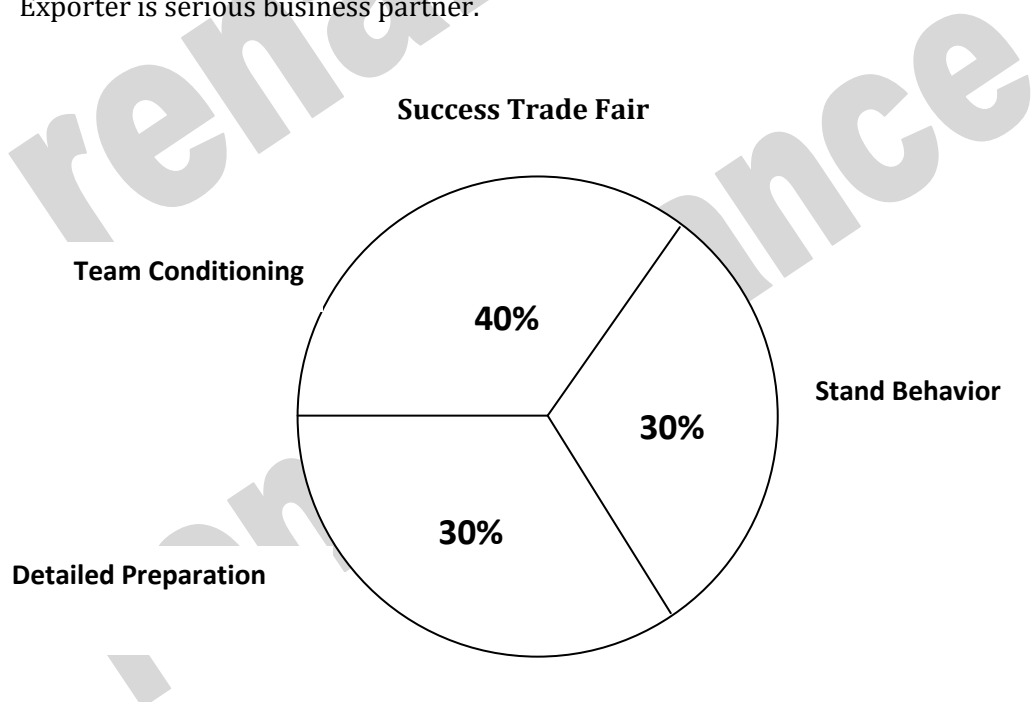 Exporter is serious business partner.
Success Trade Fair
Team Conditioning
40%
Stand Behavior
30%
30%
Detailed Preparation